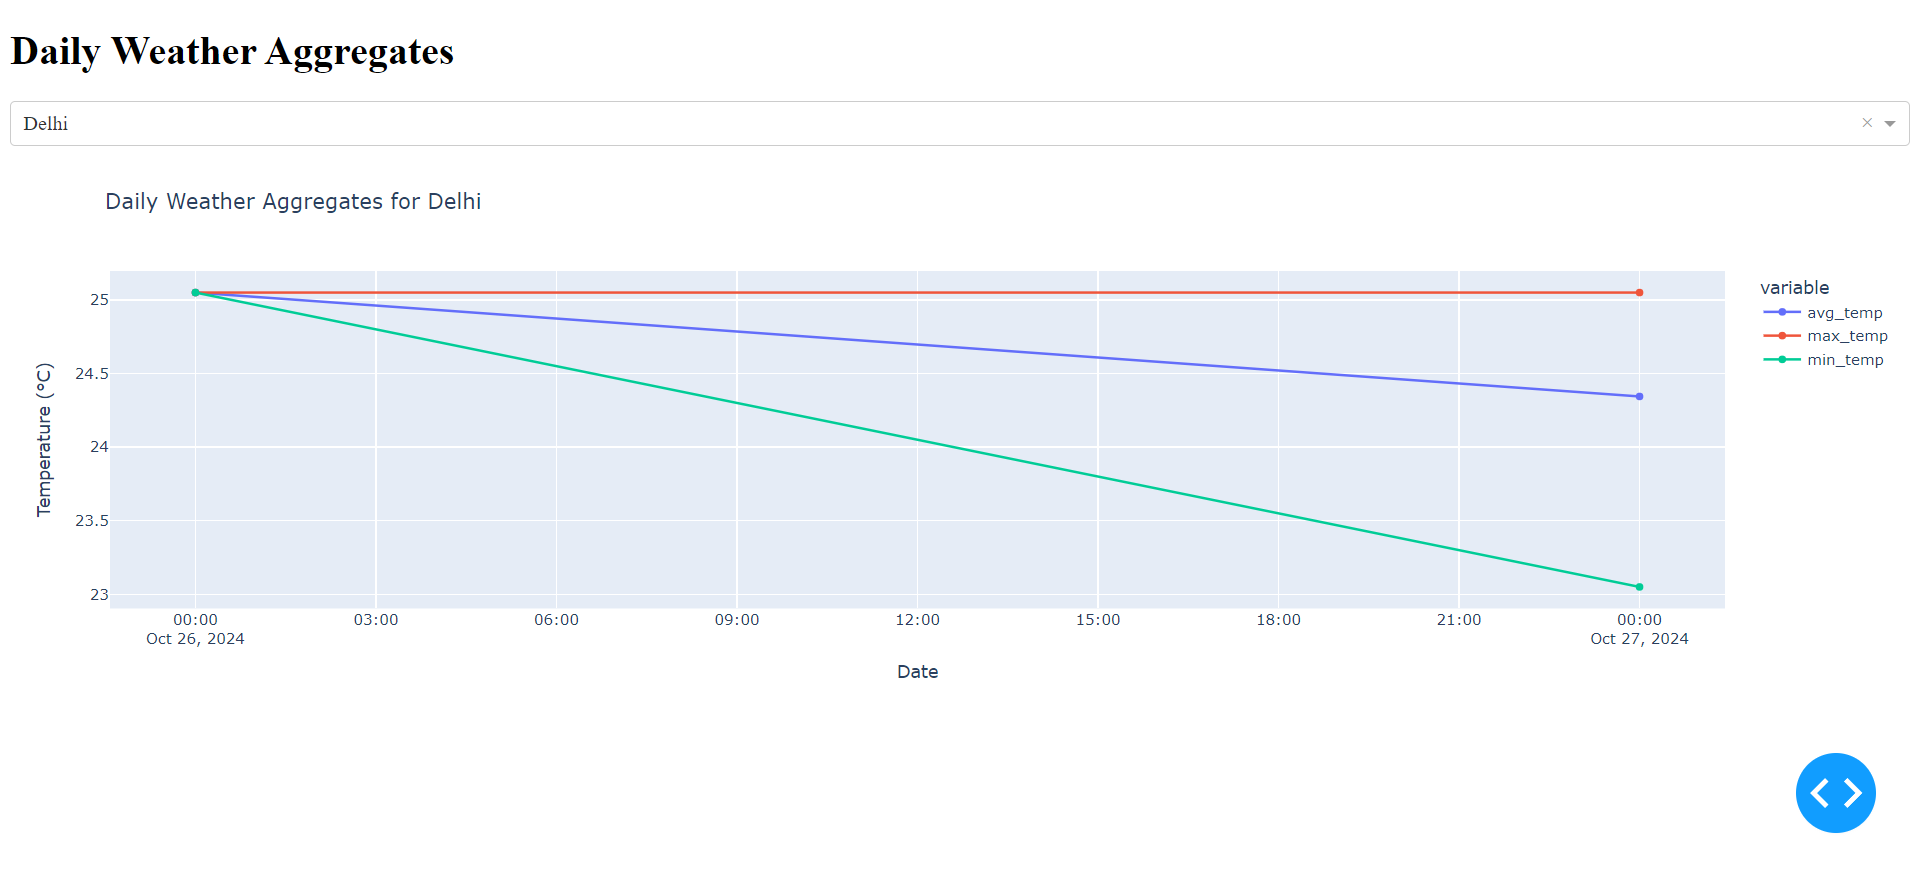 Daily Weather Aggregates
Delhi
Daily Weather Aggregates for Delhi
Temperature (°C)
25
24.5
24
23.5
23
00:00 03:00 06:00 09:00 12:00 15:00 18:00 21:00 00:00
Oct 26, 2024 Oct 27, 2024
Date
variable
avg_temp
max_temp
min_temp